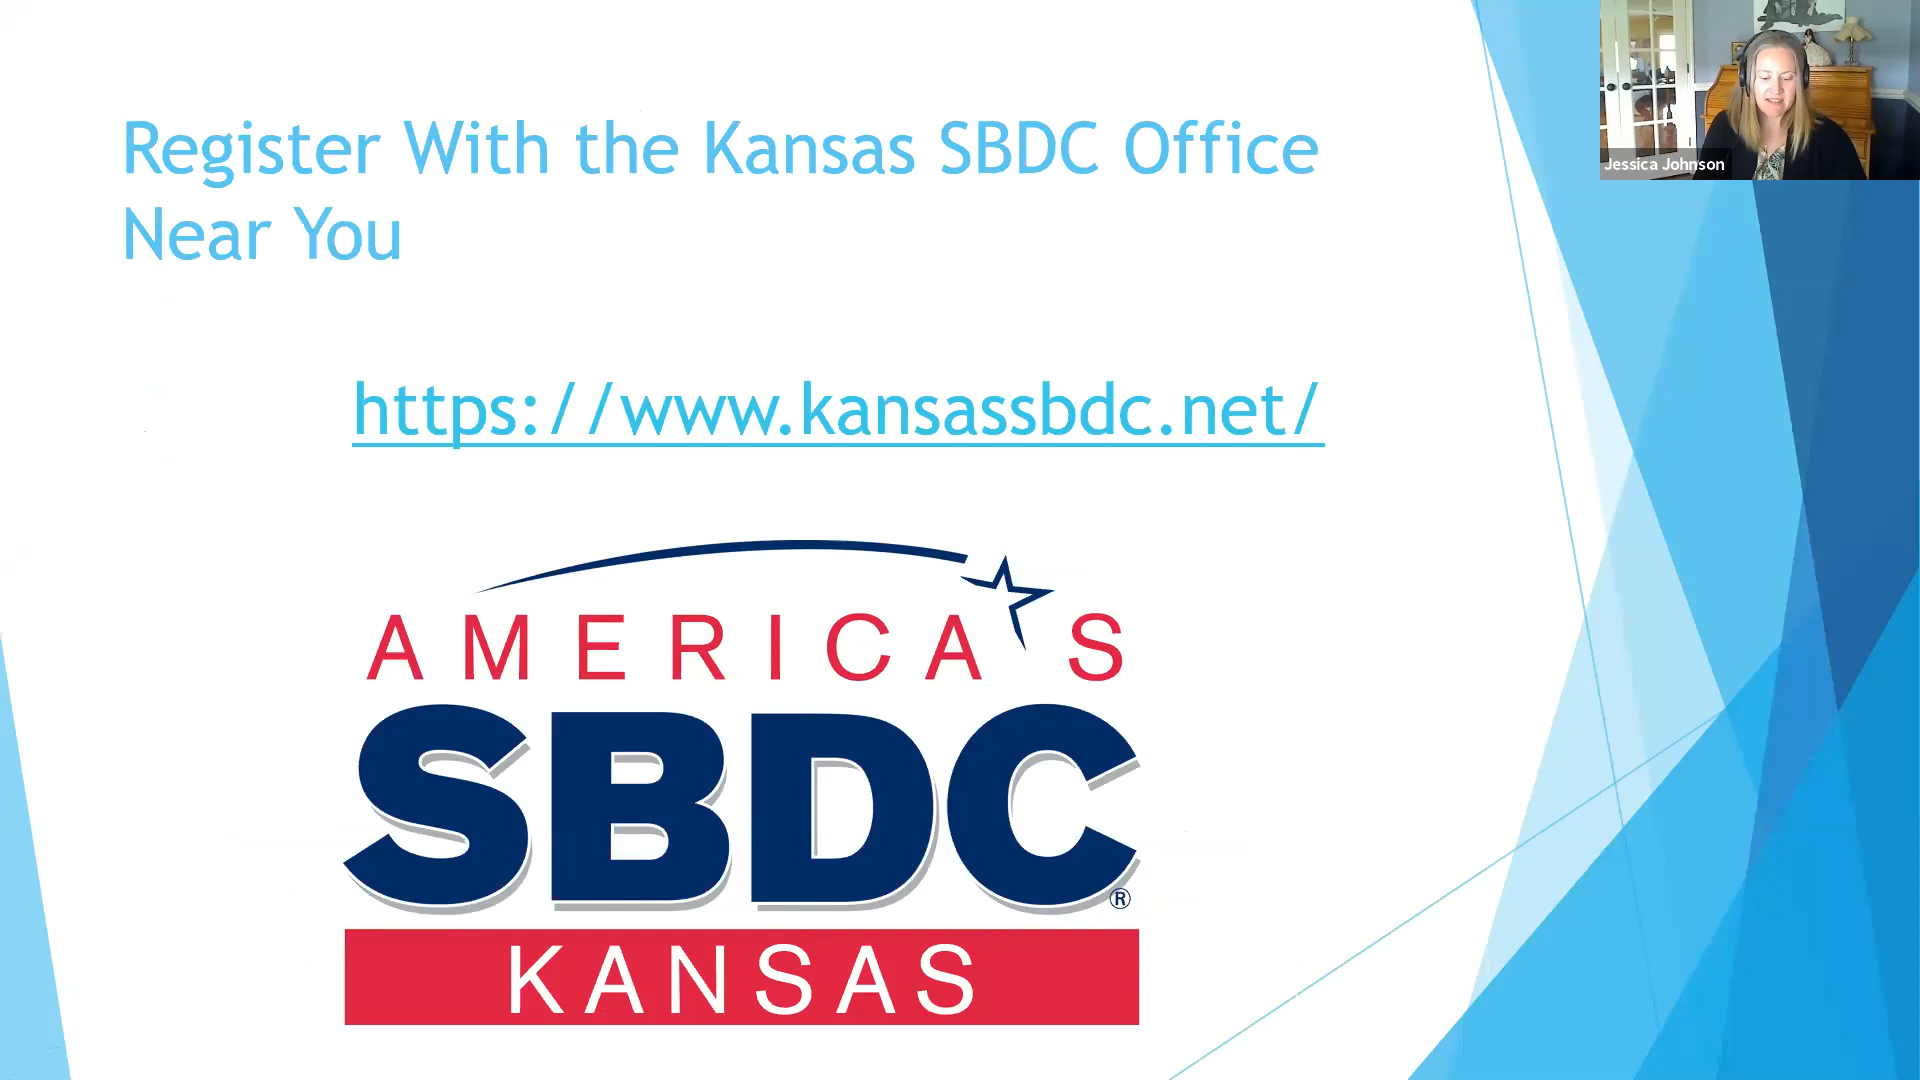 Register With the Kansas SBDC Office
Near You
https://www.kansassbdc.net/
AMERICA S
SBDC
®
KANSAS
Jessica Johnson